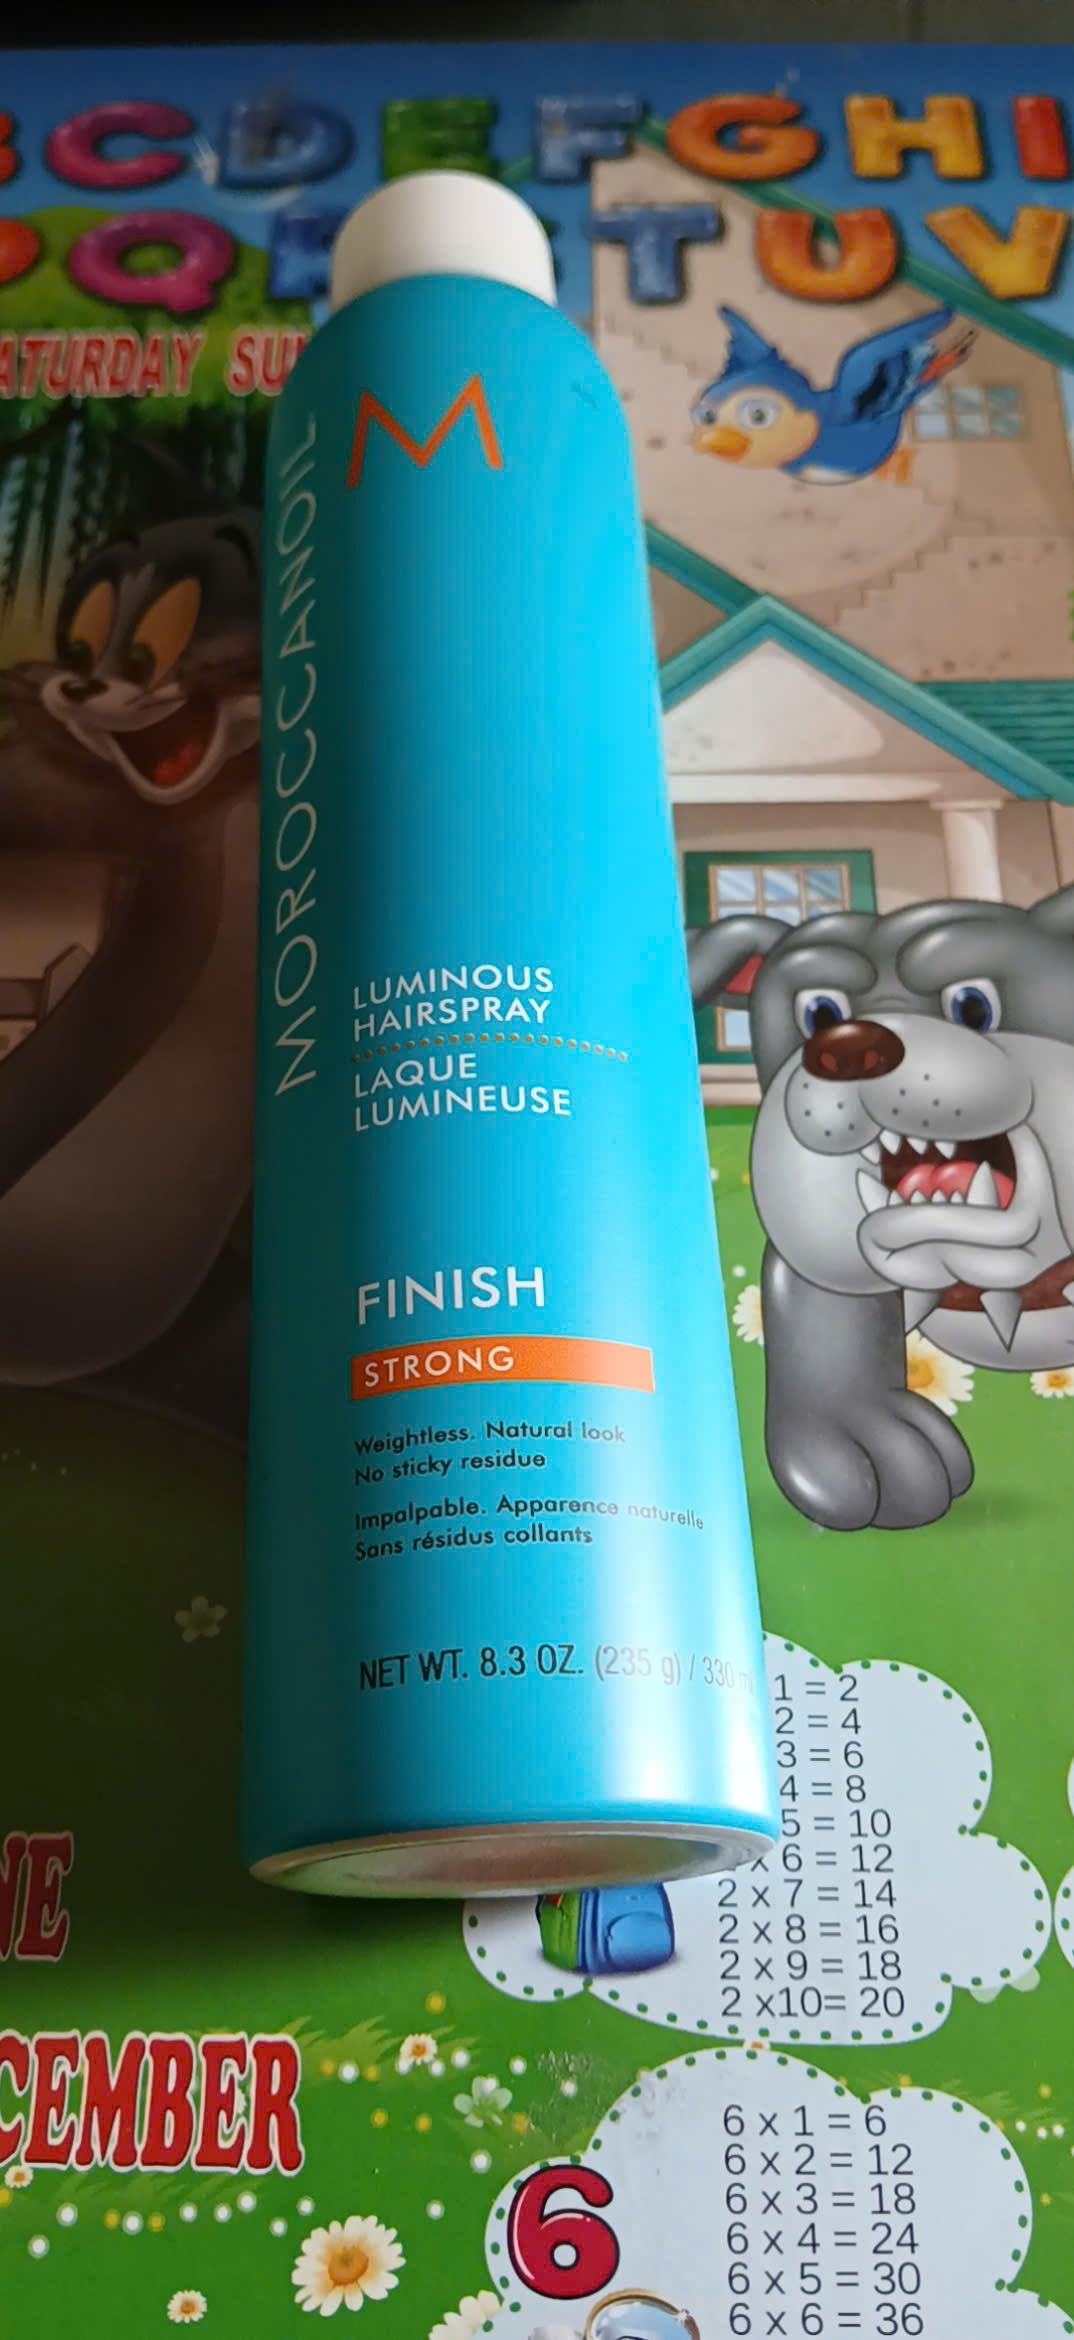 C D E F G H I
Q T U V
ATURDAY SU
M
MOROCCANOIL
LUMINOUS
HAIRSPRAY
LAQUE
LUMINEUSE
FINISH
STRONG
Weightless. Natural look
No sticky residue
Impalpable. Apparence naturelle
Sans résidus collants
NET WT. 8.3 OZ. (235 g) / 330 m
1 = 2
2 = 4
3 = 6
4 = 8
5 = 10
x 6 = 12
2 x 7 = 14
2 x 8 = 16
2 x 9 = 18
2 x10= 20
NE
CEMBER
6
6 x 1 = 6
6 x 2 = 12
6 x 3 = 18
6 x 4 = 24
6 x 5 = 30
6 x 6 = 36